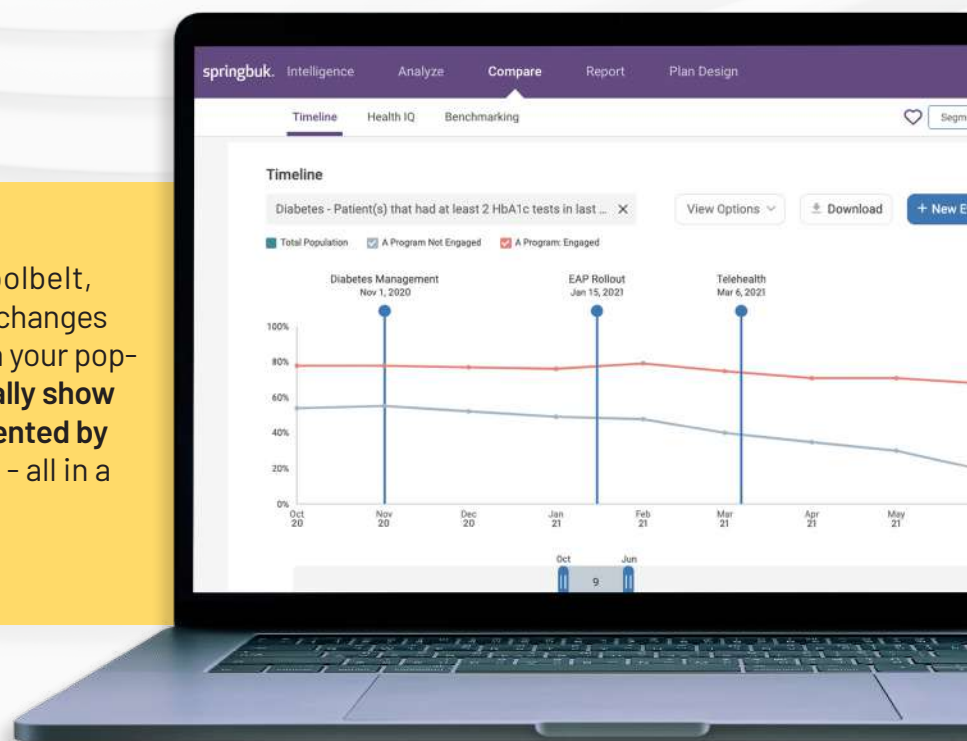 olbelt,
changes
your pop-
ally show
ented by
- all in a
springbuk. Intelligence Analyze Compare Report Plan Design
Timeline Health IQ Benchmarking Segm
Timeline
Diabetes - Patient(s) that had at least 2 HbA1c tests in last ... X View Options Download + New E
Total Population A Program Not Engaged A Program: Engaged
Diabetes Management EAP Rollout Telehealth
Nov 1, 2020 Jan 15, 2021 Mar 6, 2021
100%
80%
60%
40%
20%
0%
Oct Nov Dec Jan Feb Mar Apr May
20 20 20 21 21 21 21 21
Oct Jun
9